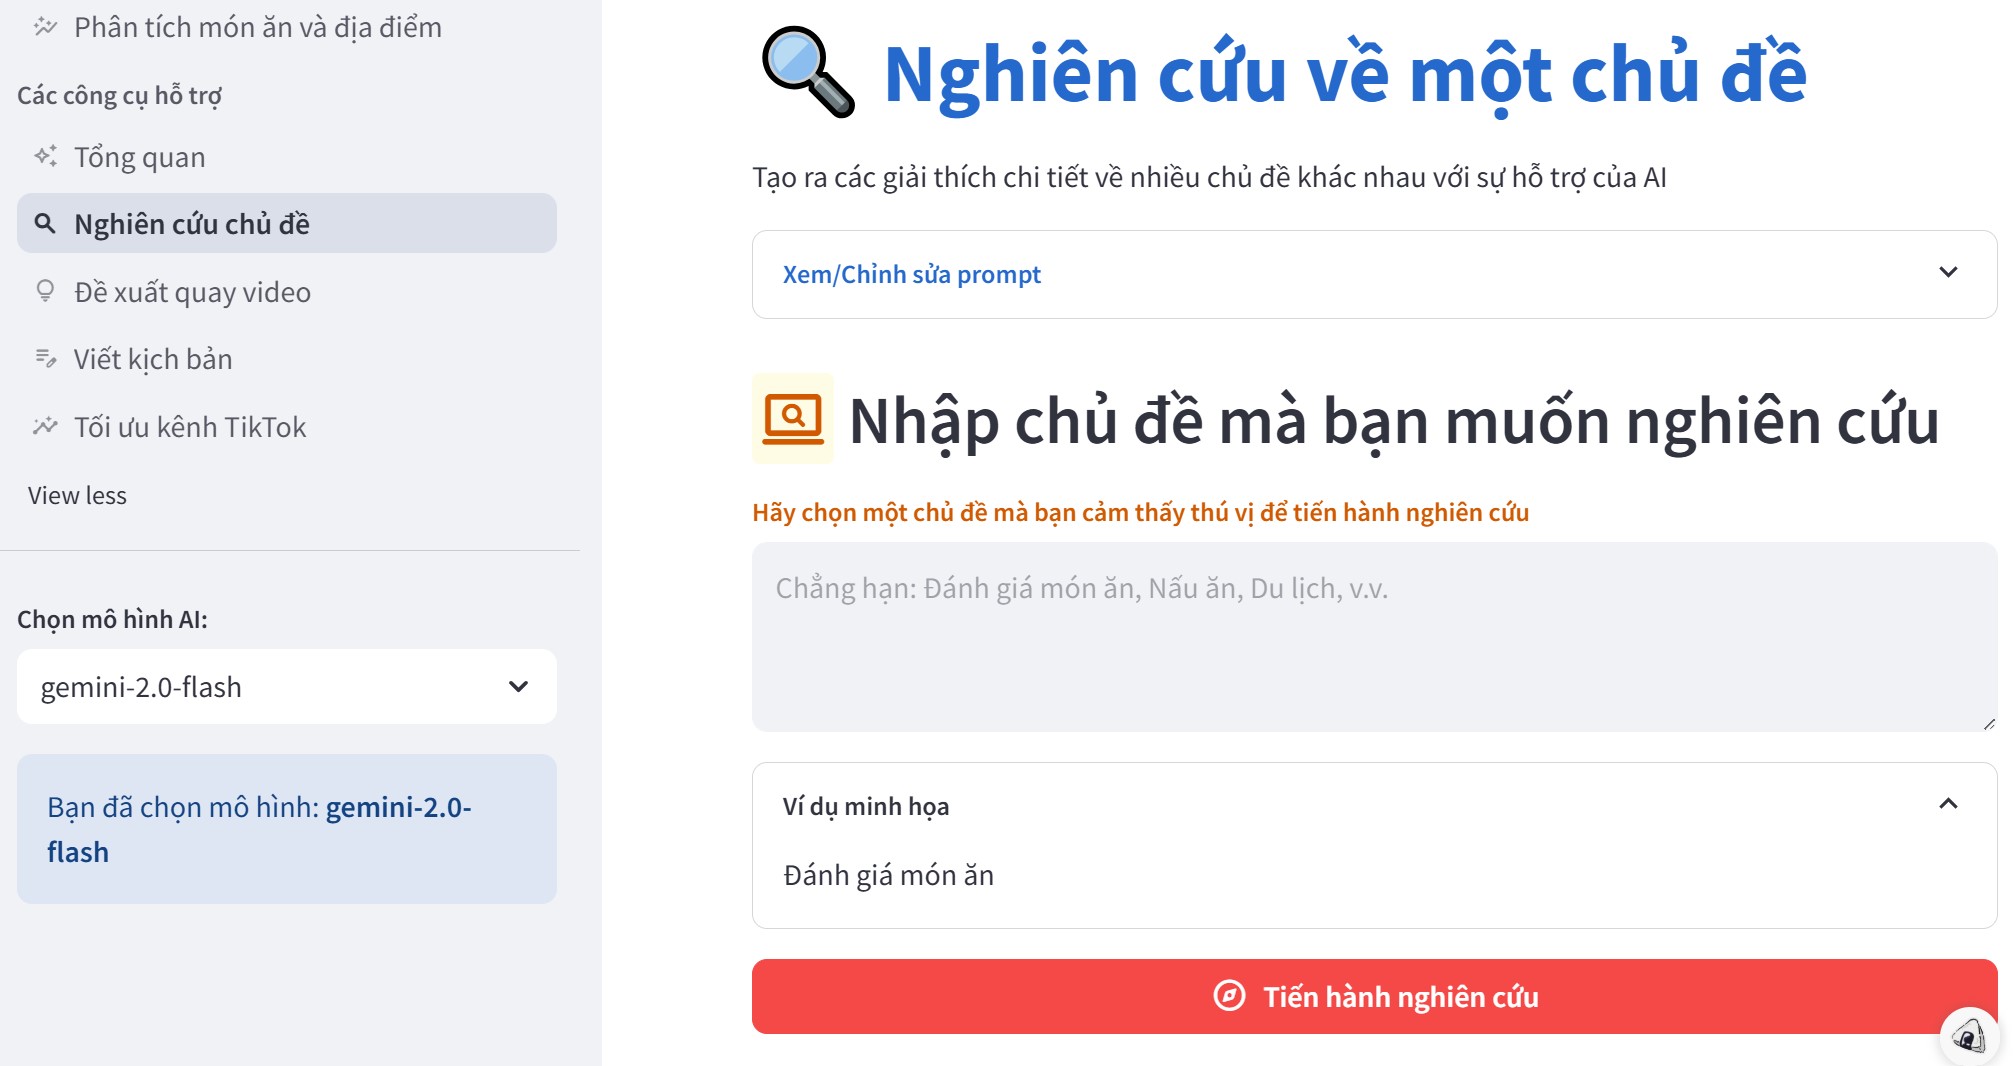 Phân tích món ăn và địa điểm
Các công cụ hỗ trợ
Tổng quan
Nghiên cứu chủ đề
Đề xuất quay video
Viết kịch bản
Tối ưu kênh TikTok
View less
Chọn mô hình AI:
gemini-2.0-flash
Bạn đã chọn mô hình: gemini-2.0-
flash
Nghiên cứu về một chủ đề
Tạo ra các giải thích chi tiết về nhiều chủ đề khác nhau với sự hỗ trợ của AI
Xem/Chỉnh sửa prompt
Nhập chủ đề mà bạn muốn nghiên cứu
Hãy chọn một chủ đề mà bạn cảm thấy thú vị để tiến hành nghiên cứu
Chẳng hạn: Đánh giá món ăn, Nấu ăn, Du lịch, v.v.
Ví dụ minh họa
Đánh giá món ăn
Tiến hành nghiên cứu